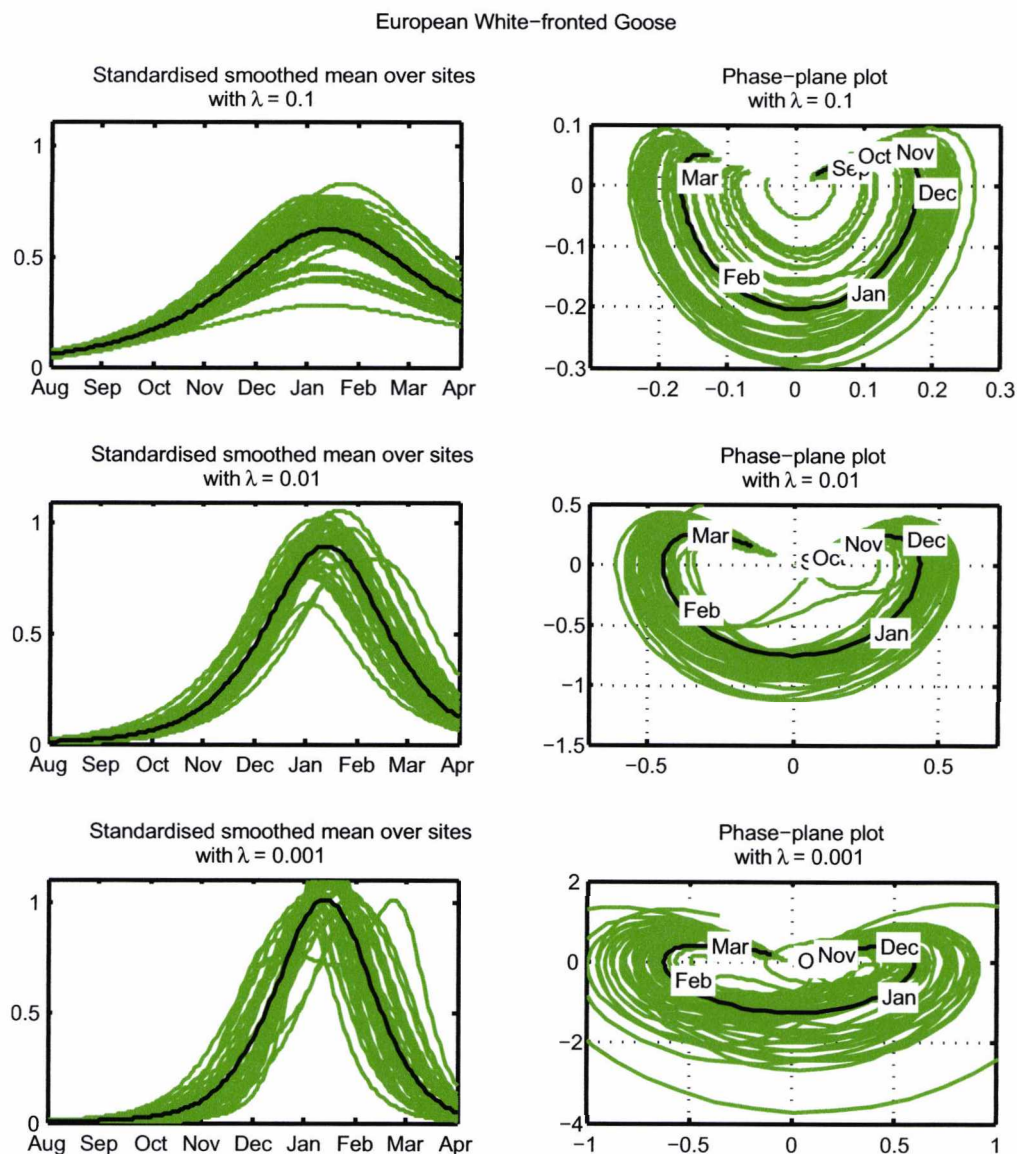 European White-fronted Goose
Standardised smoothed mean over sites
with λ = 0.1
1
0.5
0
Aug Sep Oct Nov Dec Jan Feb Mar Apr
Phase-plane plot
with λ = 0.1
0.1
0
−0.1
−0.2
−0.3
Mar Sep Oct Nov
Dec
Feb Jan
−0.2 −0.1 0 0.1 0.2 0.3
Standardised smoothed mean over sites
with λ = 0.01
1
0.5
0
Aug Sep Oct Nov Dec Jan Feb Mar Apr
Phase-plane plot
with λ = 0.01
0.5
0
−0.5
−1
−1.5
Mar Oct Nov Dec
Feb Jan
−0.5 0 0.5
Standardised smoothed mean over sites
with λ = 0.001
1
0.5
0
Aug Sep Oct Nov Dec Jan Feb Mar Apr
Phase-plane plot
with λ = 0.001
2
0
−2
−4
Mar O Nov Dec
Feb Jan
−1 −0.5 0 0.5 1